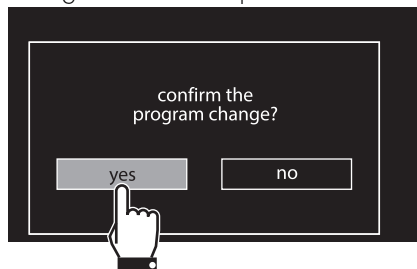 confirm the
program change?
yes no